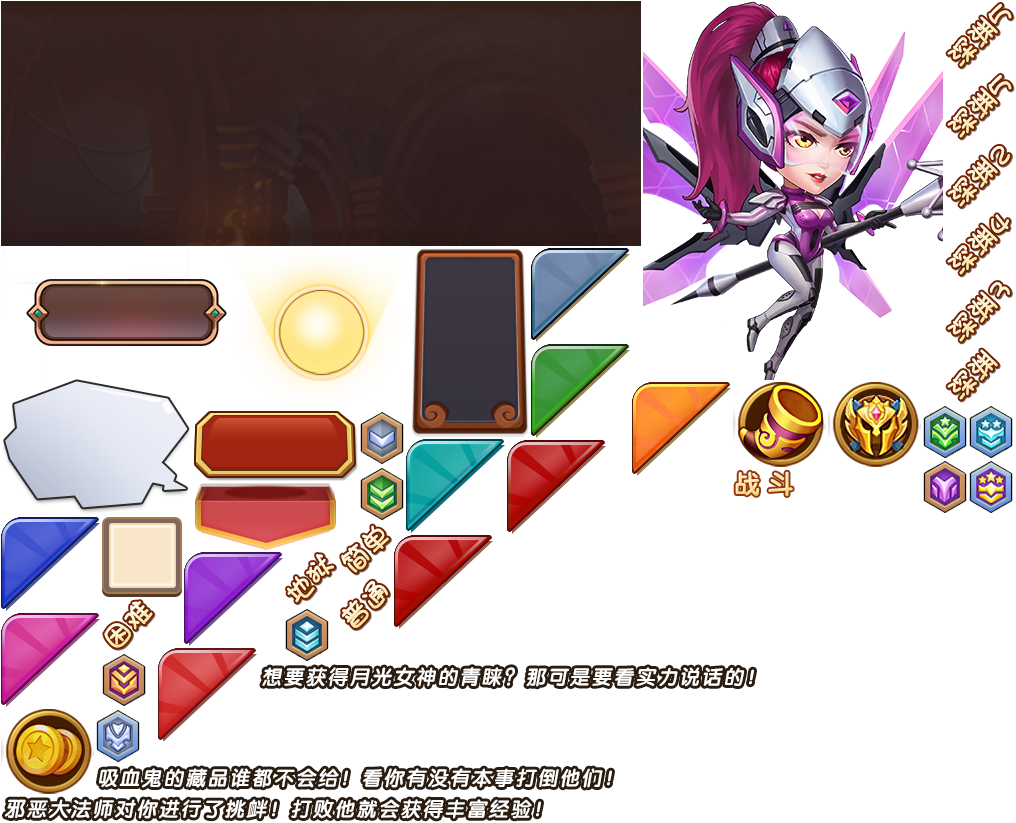 战斗
简单
地狱
普通
困难
想要获得月光女神的青睐？那可是要看实力说话的！
吸血鬼的藏品谁都不会给！看你有没有本事打倒他们！
邪恶大法师对你进行了挑衅！打败他就会获得丰富经验！